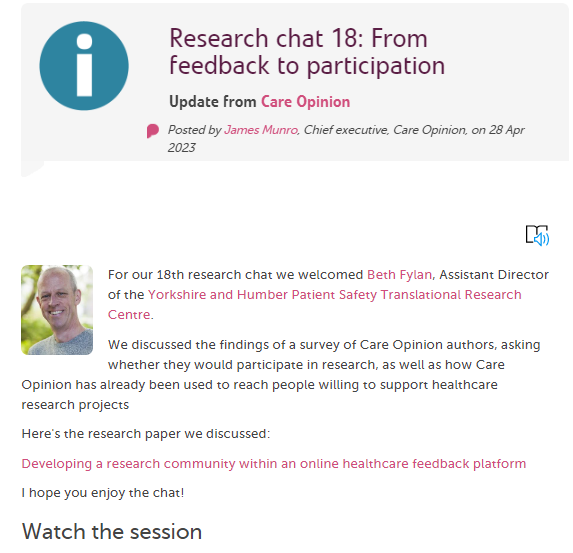 Research chat 18: From
feedback to participation
Update from Care Opinion
Posted by James Munro, Chief executive, Care Opinion, on 28 Apr
2023
For our 18th research chat we welcomed Beth Fylan, Assistant Director
of the Yorkshire and Humber Patient Safety Translational Research
Centre.
We discussed the findings of a survey of Care Opinion authors, asking
whether they would participate in research, as well as how Care
Opinion has already been used to reach people willing to support healthcare
research projects
Here's the research paper we discussed:
Developing a research community within an online healthcare feedback platform
I hope you enjoy the chat!
Watch the session